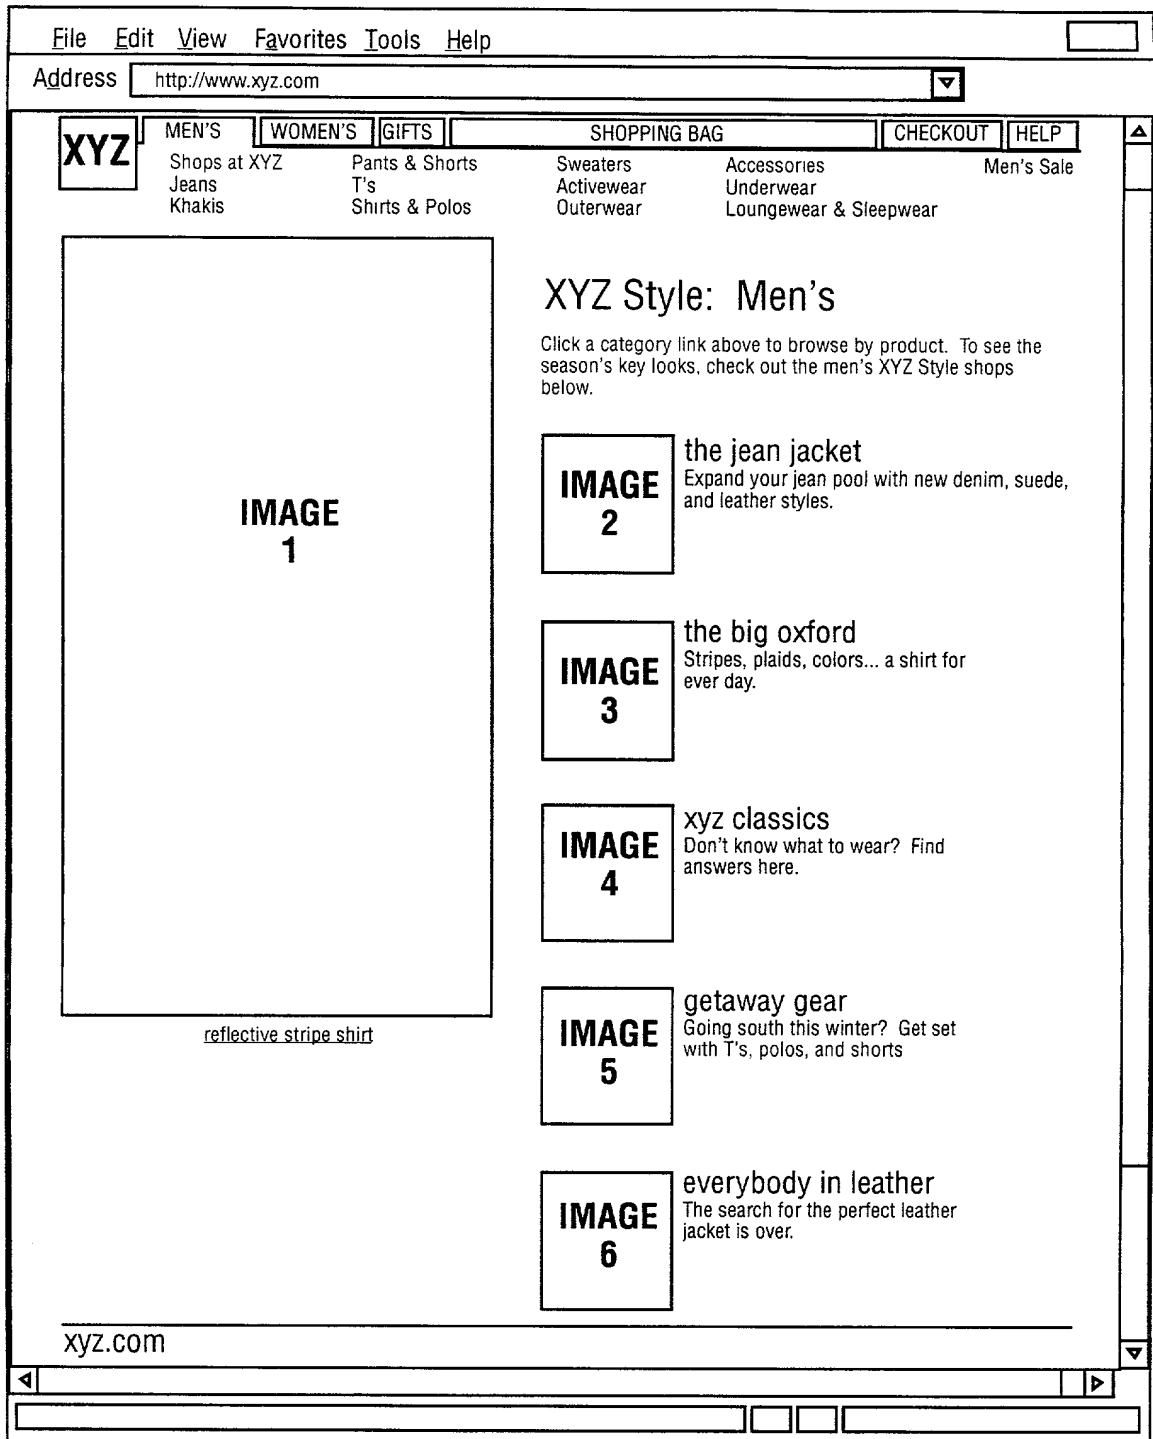 File Edit View Favorites Tools Help
Address http://www.xyz.com
XYZ MEN'S WOMEN'S GIFTS SHOPPING BAG CHECKOUT HELP
Shops at XYZ Pants & Shorts Sweaters Accessories Men's Sale
Jeans T's Activewear Underwear
Khakis Shirts & Polos Outerwear Loungewear & Sleepwear
IMAGE
1
reflective stripe shirt
XYZ Style: Men's
Click a category link above to browse by product. To see the
season's key looks, check out the men's XYZ Style shops
below.
IMAGE
2
the jean jacket
Expand your jean pool with new denim, suede,
and leather styles.
IMAGE
3
the big oxford
Stripes, plaids, colors... a shirt for
ever day.
IMAGE
4
xyz classics
Don't know what to wear? Find
answers here.
IMAGE
5
getaway gear
Going south this winter? Get set
with T's, polos, and shorts
IMAGE
6
everybody in leather
The search for the perfect leather
jacket is over.
xyz.com